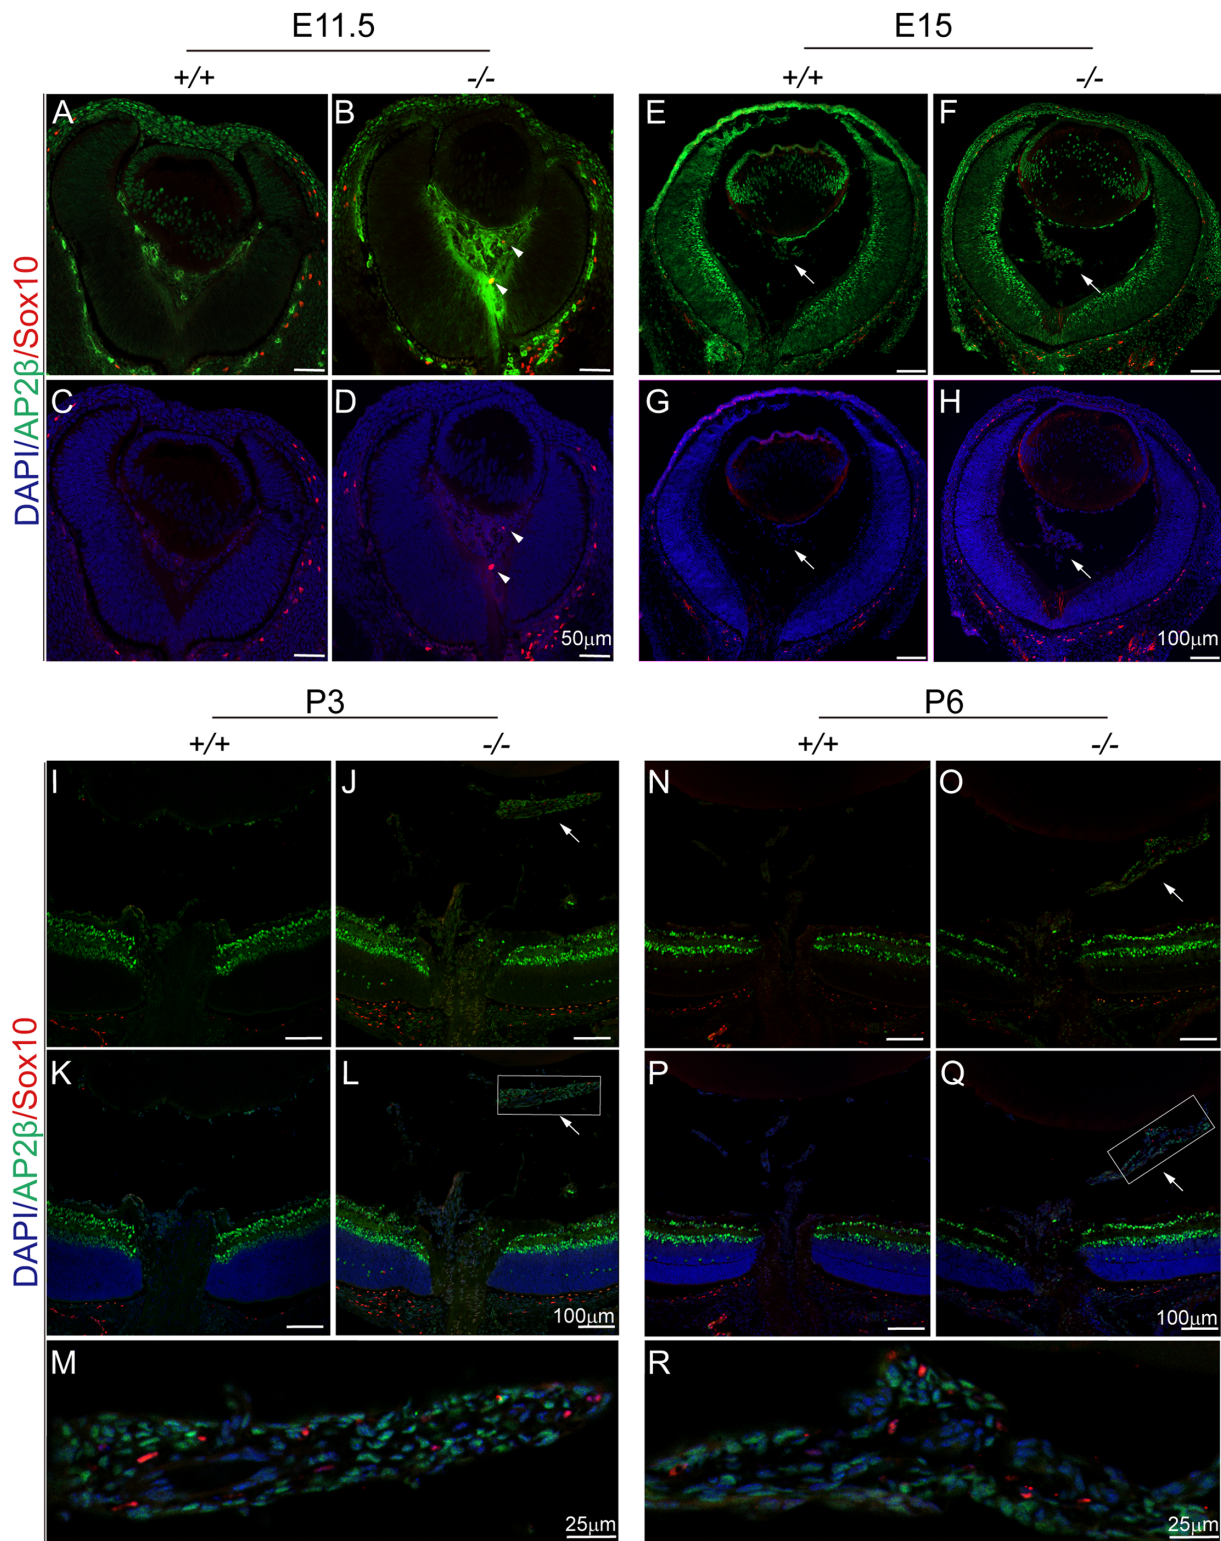 E11.5
E15
+/+
-/-
+/+
-/-
A
B
E
F
C
D
G
H
50μm
100μm
DAPI/AP2β/Sox10
P3
P6
+/+
-/-
+/+
-/-
I
J
N
O
K
L
P
Q
100μm
100μm
DAPI/AP2β/Sox10
M
R
25μm
25μm